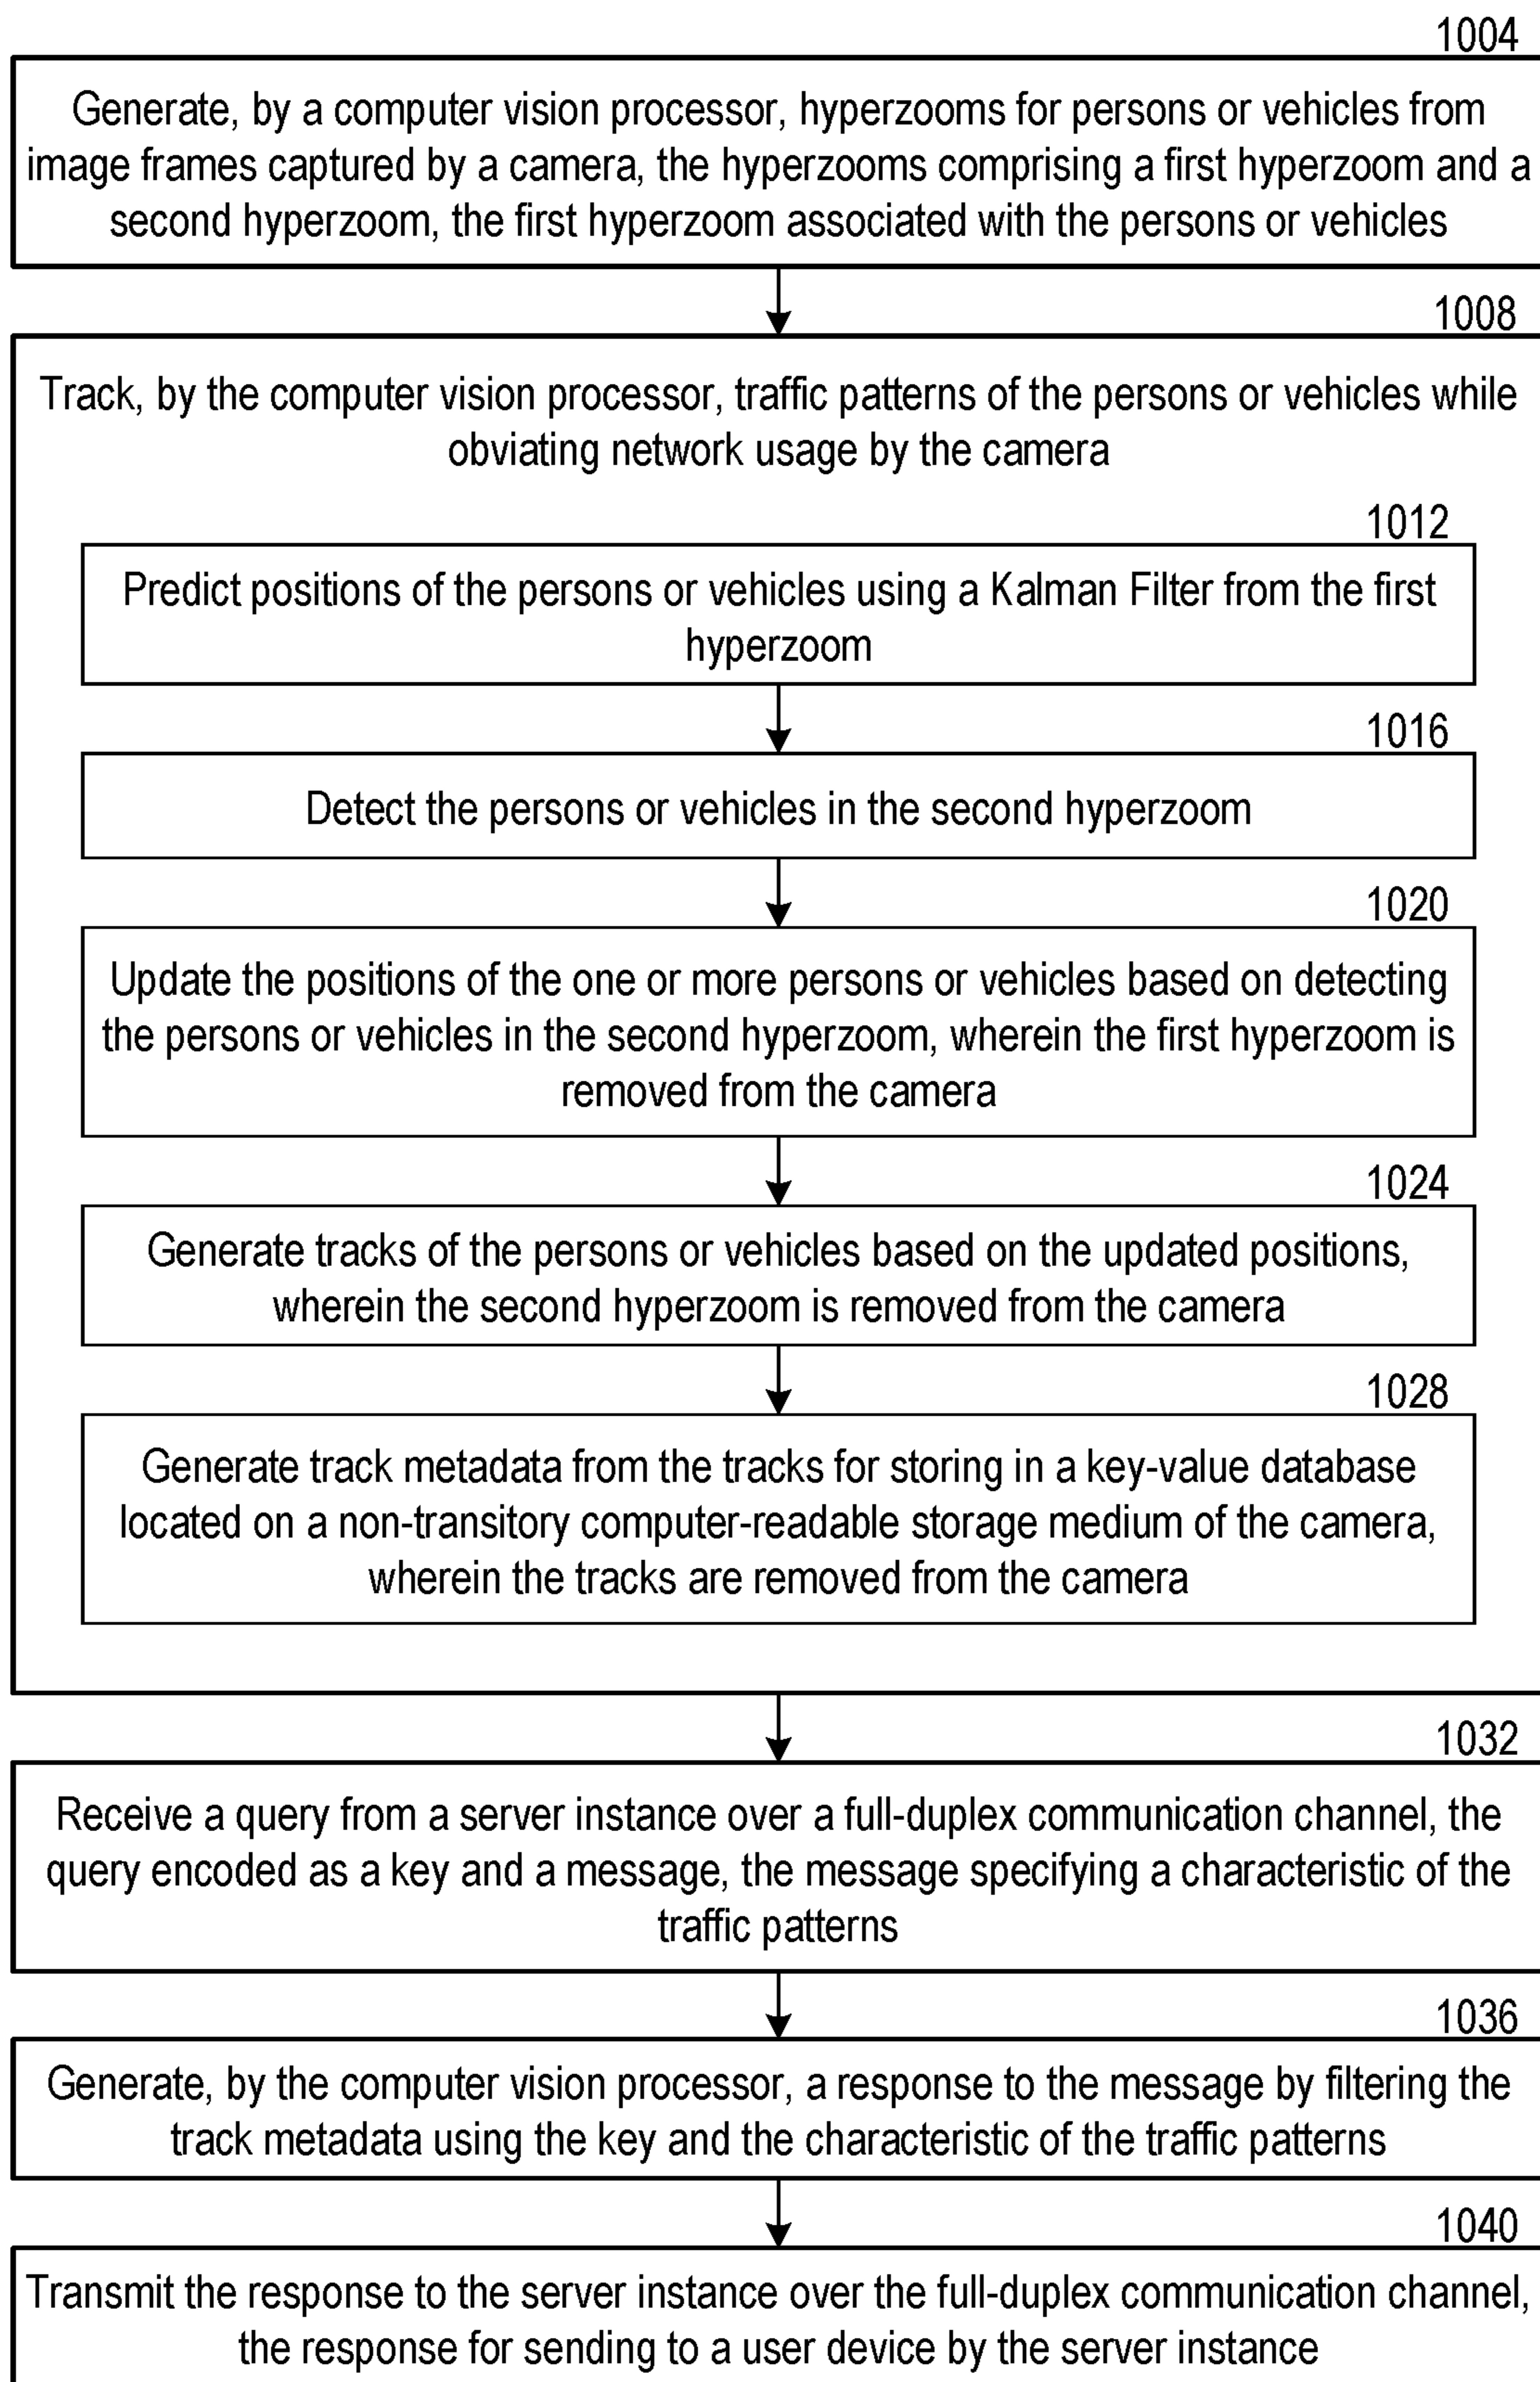 1004
Generate, by a computer vision processor, hyperzooms for persons or vehicles from
image frames captured by a camera, the hyperzooms comprising a first hyperzoom and a
second hyperzoom, the first hyperzoom associated with the persons or vehicles
1008
Track, by the computer vision processor, traffic patterns of the persons or vehicles while
obviating network usage by the camera
1012
Predict positions of the persons or vehicles using a Kalman Filter from the first
hyperzoom
1016
Detect the persons or vehicles in the second hyperzoom
1020
Update the positions of the one or more persons or vehicles based on detecting
the persons or vehicles in the second hyperzoom, wherein the first hyperzoom is
removed from the camera
1024
Generate tracks of the persons or vehicles based on the updated positions,
wherein the second hyperzoom is removed from the camera
1028
Generate track metadata from the tracks for storing in a key-value database
located on a non-transitory computer-readable storage medium of the camera,
wherein the tracks are removed from the camera
1032
Receive a query from a server instance over a full-duplex communication channel, the
query encoded as a key and a message, the message specifying a characteristic of the
traffic patterns
1036
Generate, by the computer vision processor, a response to the message by filtering the
track metadata using the key and the characteristic of the traffic patterns
1040
Transmit the response to the server instance over the full-duplex communication channel,
the response for sending to a user device by the server instance